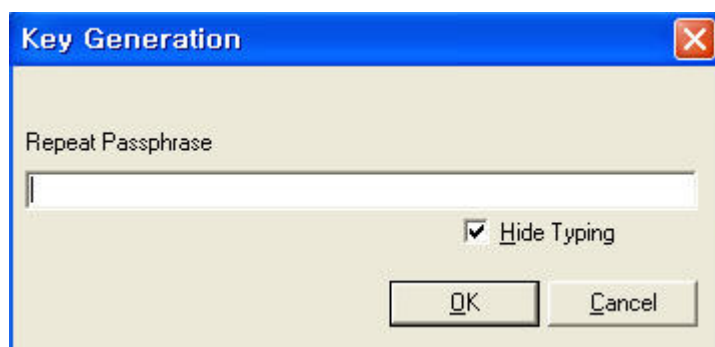 Key Generation
Repeat Passphrase
Hide Typing
OK Cancel